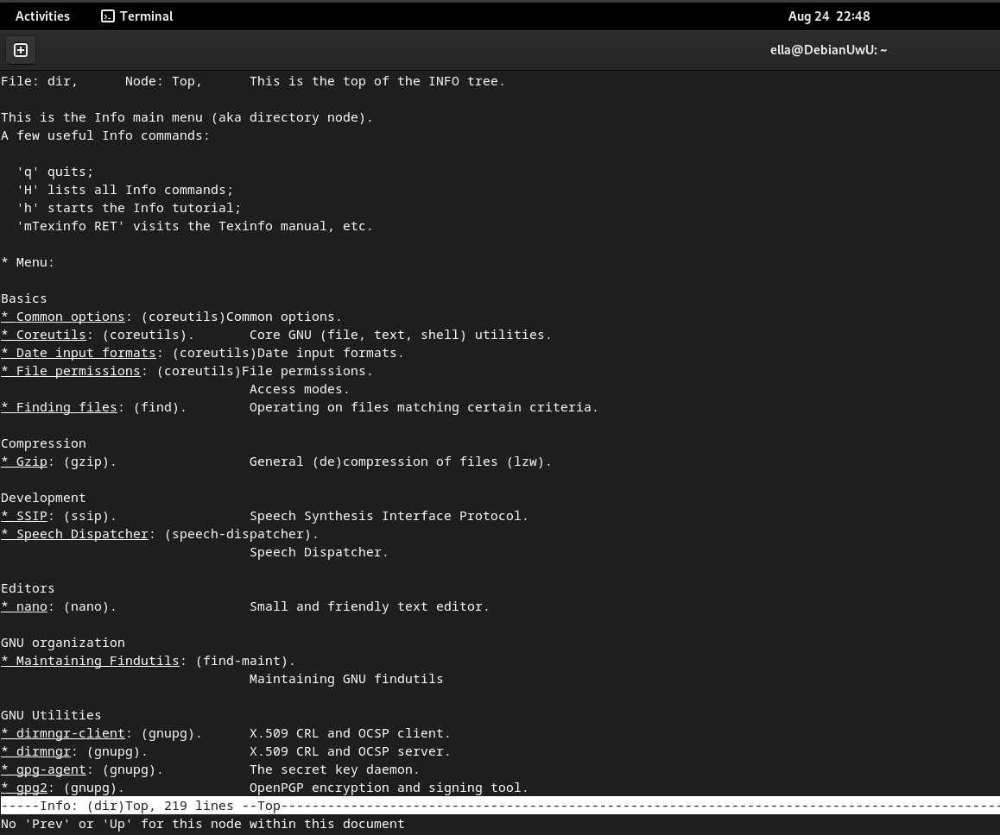 Activities Terminal Aug 24 22:48
ella@DebianUwU: ~
File: dir,      Node: Top,      This is the top of the INFO tree.

This is the Info main menu (aka directory node).
A few useful Info commands:

  'q' quits;
  'H' lists all Info commands;
  'h' starts the Info tutorial;
  'mTexinfo RET' visits the Texinfo manual, etc.

* Menu:

Basics
* Common options: (coreutils)Common options.
* Coreutils: (coreutils).       Core GNU (file, text, shell) utilities.
* Date input formats: (coreutils)Date input formats.
* File permissions: (coreutils)File permissions.
                                Access modes.
* Finding files: (find).        Operating on files matching certain criteria.

Compression
* Gzip: (gzip).                 General (de)compression of files (lzw).

Development
* SSIP: (ssip).                 Speech Synthesis Interface Protocol.
* Speech Dispatcher: (speech-dispatcher).
                                Speech Dispatcher.

Editors
* nano: (nano).                 Small and friendly text editor.

GNU organization
* Maintaining Findutils: (find-maint).
                                Maintaining GNU findutils

GNU Utilities
* dirmngr-client: (gnupg).      X.509 CRL and OCSP client.
* dirmngr: (gnupg).             X.509 CRL and OCSP server.
* gpg-agent: (gnupg).           The secret key daemon.
* gpg2: (gnupg).                OpenPGP encryption and signing tool.
-----Info: (dir)Top, 219 lines --Top---------------------------------------------------------------------------------------------
No 'Prev' or 'Up' for this node within this document